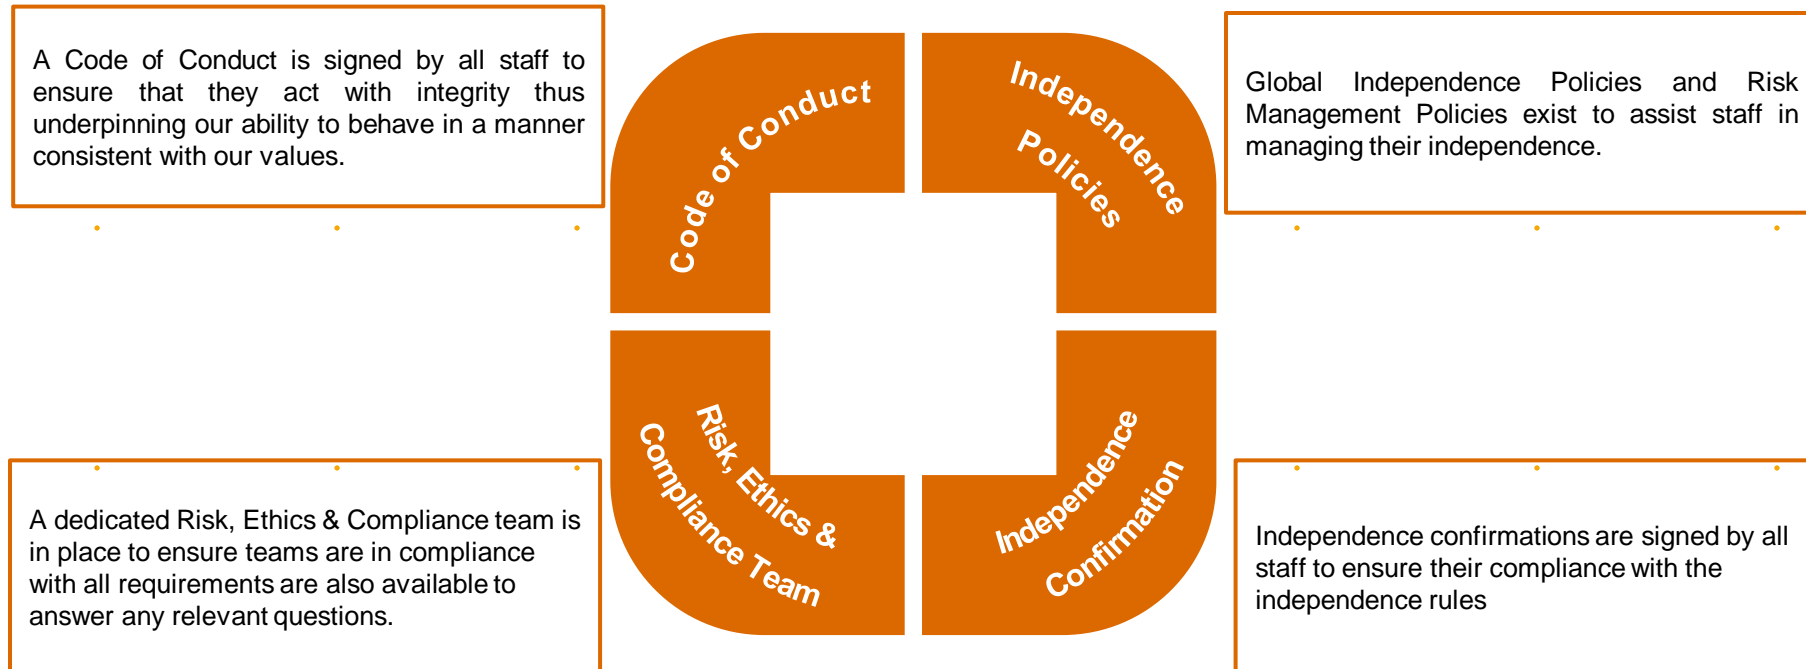 A Code of Conduct is signed by all staff to
ensure that they act with integrity thus
underpinning our ability to behave in a manner
consistent with our values.
Code of Conduct
Independence
Policies
Global Independence Policies and Risk
Management Policies exist to assist staff in
managing their independence.
A dedicated Risk, Ethics & Compliance team is
in place to ensure teams are in compliance
with all requirements are also available to
answer any relevant questions.
Risk, Ethics &
Compliance Team
Independence
Confirmation
Independence confirmations are signed by all
staff to ensure their compliance with the
independence rules